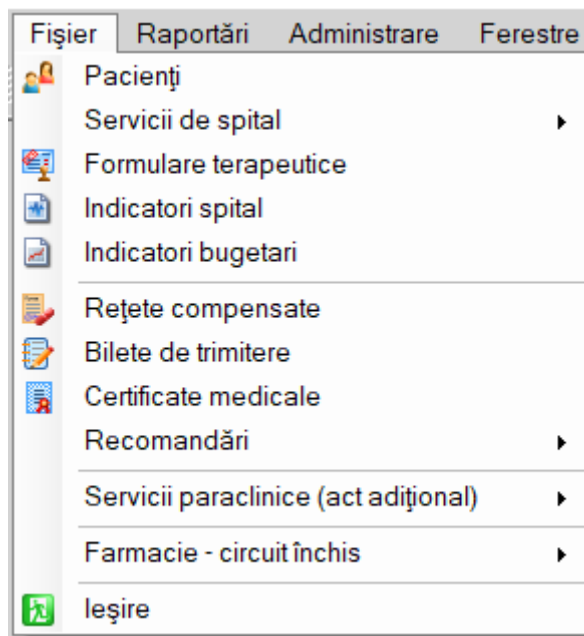 Fişier Raportări Administrare Ferestre
Pacienţi
Servicii de spital
Formulare terapeutice
Indicatori spital
Indicatori bugetari
Reţete compensate
Bilete de trimitere
Certificate medicale
Recomandări
Servicii paraclinice (act adiţional)
Farmacie - circuit închis
Ieşire